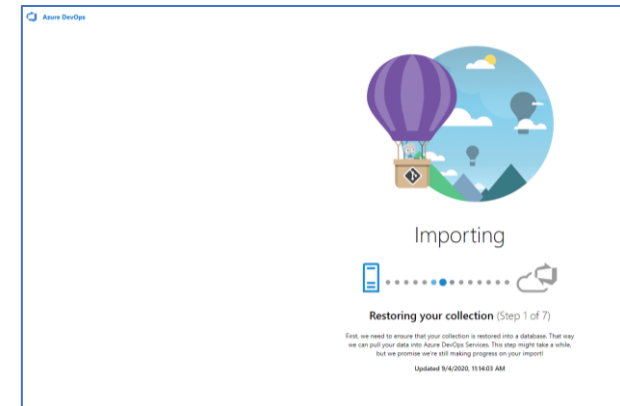 Azure DevOps
Importing
Restoring your collection (Step 1 of 7)
First, we need to ensure that your collection is restored into a database. That way
we can pull your data into Azure DevOps Services. This step might take a while,
but we promise we're still making progress on your import!
Updated 9/4/2020, 11:14:03 AM